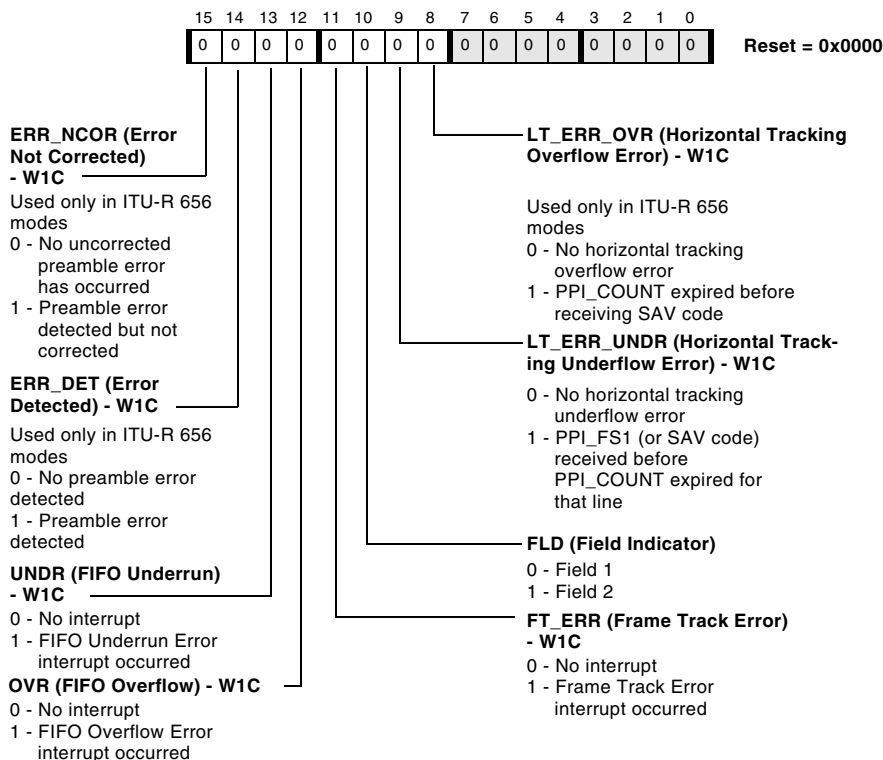 15 14 13 12 11 10 9 8 7 6 5 4 3 2 1 0
0 0 0 0 0 0 0 0 0 0 0 0 0 0 0 0
Reset = 0x0000
ERR_NCOR (Error
Not Corrected)
- W1C
Used only in ITU-R 656
modes
0 - No uncorrected
preamble error
has occurred
1 - Preamble error
detected but not
corrected
ERR_DET (Error
Detected) - W1C
Used only in ITU-R 656
modes
0 - No preamble error
detected
1 - Preamble error
detected
UNDR (FIFO Underrun)
- W1C
0 - No interrupt
1 - FIFO Underrun Error
interrupt occurred
OVR (FIFO Overflow) - W1C
0 - No interrupt
1 - FIFO Overflow Error
interrupt occurred
LT_ERR_OVR (Horizontal Tracking
Overflow Error) - W1C
Used only in ITU-R 656
modes
0 - No horizontal tracking
overflow error
1 - PPI_COUNT expired before
receiving SAV code
LT_ERR_UNDR (Horizontal Track-
ing Underflow Error) - W1C
0 - No horizontal tracking
underflow error
1 - PPI_FS1 (or SAV code)
received before
PPI_COUNT expired for
that line
FLD (Field Indicator)
0 - Field 1
1 - Field 2
FT_ERR (Frame Track Error)
- W1C
0 - No interrupt
1 - Frame Track Error
interrupt occurred